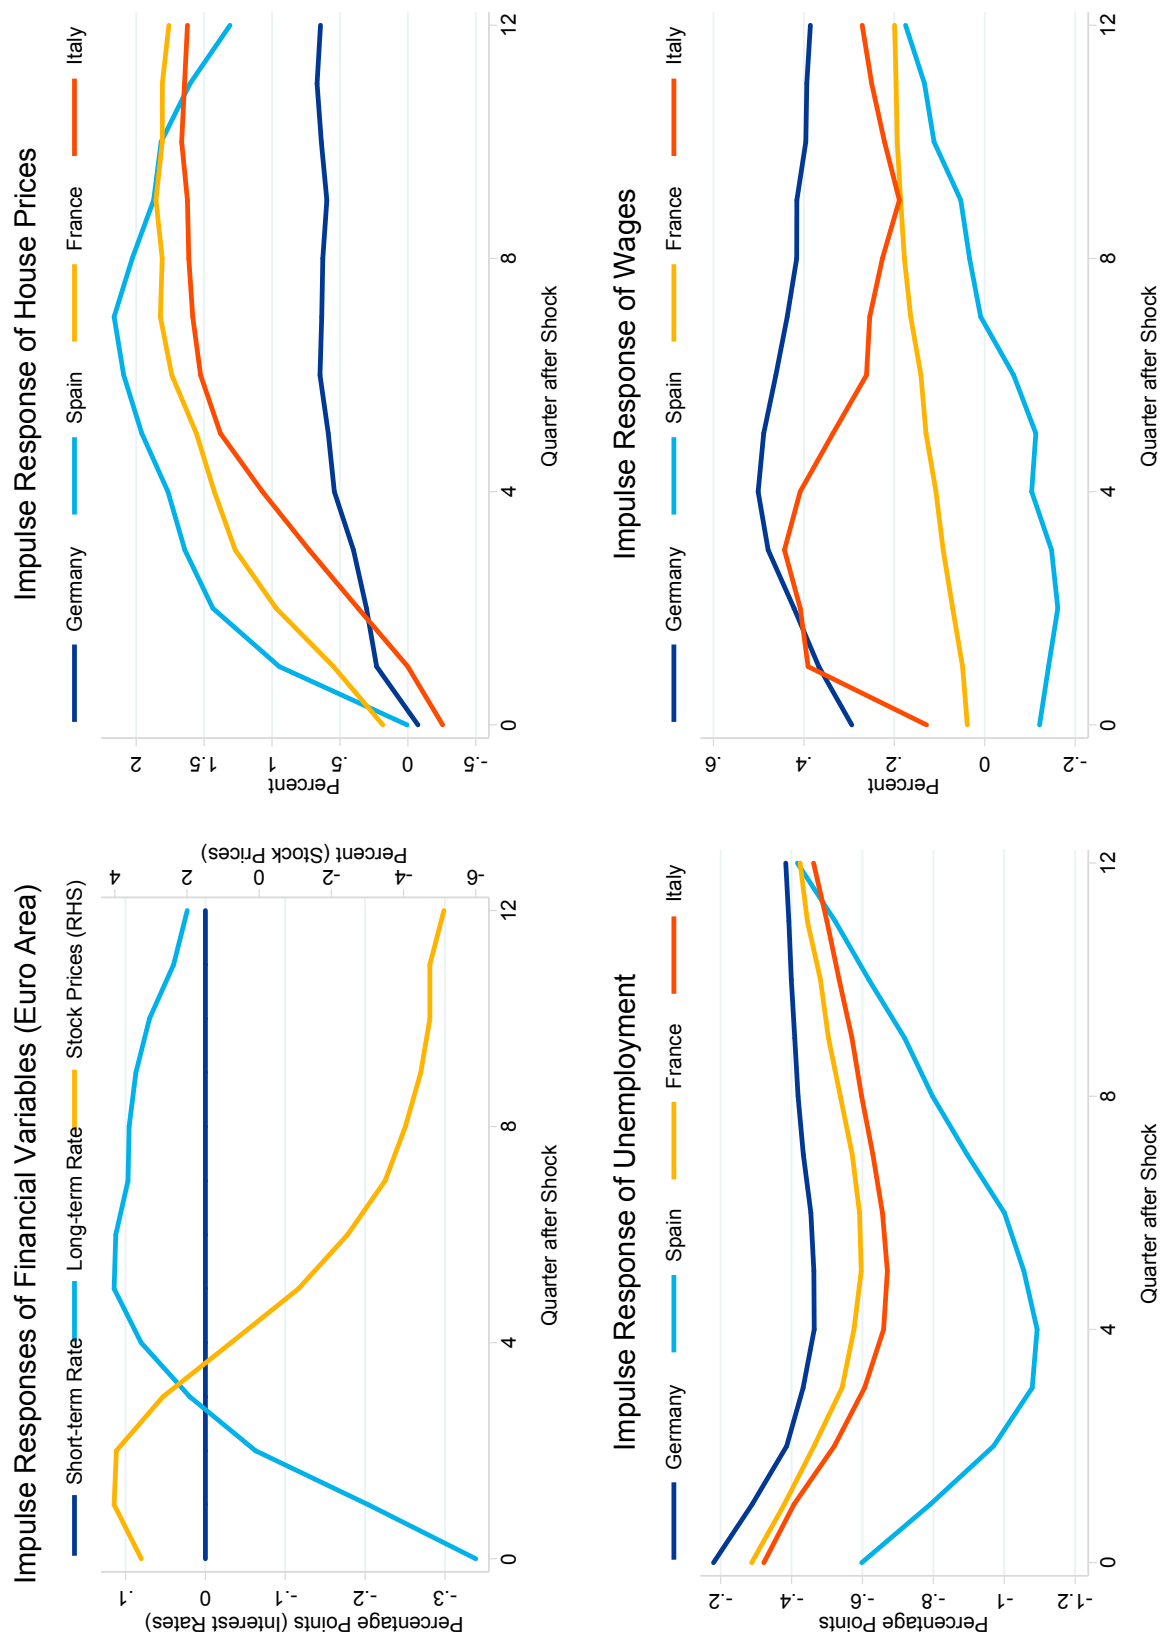 Impulse Responses of Financial Variables (Euro Area)
Short-term Rate
Long-term Rate
Stock Prices (RHS)
Percentage Points (Interest Rates)
.1
0
-.1
-.2
-.3
Percent (Stock Prices)
4
2
0
-2
-4
-6
0
4
8
12
Quarter after Shock
Impulse Response of House Prices
Germany
Spain
France
Italy
Percent
2
1.5
1
.5
0
-.5
0
4
8
12
Quarter after Shock
Impulse Response of Unemployment
Germany
Spain
France
Italy
Percentage Points
-.2
-.4
-.6
-.8
-1
-1.2
0
4
8
12
Quarter after Shock
Impulse Response of Wages
Germany
Spain
France
Italy
Percent
.6
.4
.2
0
-.2
0
4
8
12
Quarter after Shock